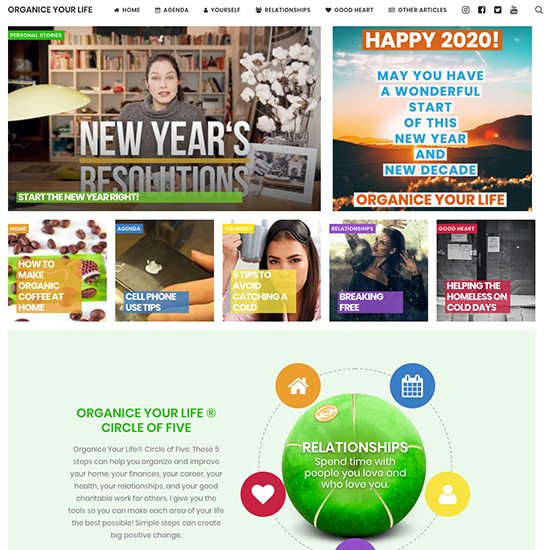 ORGANICE YOUR LIFE
HOME
AGENDA
YOURSELF
RELATIONSHIPS
GOOD HEART
OTHER ARTICLES
PERSONAL STORIES
NEW YEAR'S
RESOLUTIONS
START THE NEW YEAR RIGHT!
HAPPY 2020!
MAY YOU HAVE
A WONDERFUL
START
OF THIS
NEW YEAR
AND
NEW DECADE
ORGANICE YOUR LIFE
HOME
HOW TO
MAKE
ORGANIC
COFFEE AT
HOME
AGENDA
CELL PHONE
USE TIPS
YOURSELF
5 TIPS TO
AVOID
CATCHING A
COLD
RELATIONSHIPS
BREAKING
FREE
GOOD HEART
HELPING THE
HOMELESS ON
COLD DAYS
ORGANICE YOUR LIFE ®
CIRCLE OF FIVE
Organice Your Life® Circle of Five: These 5
steps can help you organize and improve
your home, your finances, your career, your
health, your relationships, and your good
charitable work for others. I give you the
tools so you can make each area of your life
the best possible! Simple steps can create
big positive change.
RELATIONSHIPS
Spend time with
people you love and
who love you.